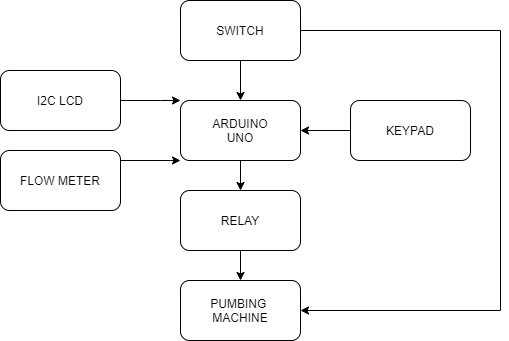 SWITCH
I2C LCD
ARDUINO
UNO
KEYPAD
FLOW METER
RELAY
PUMBING
MACHINE